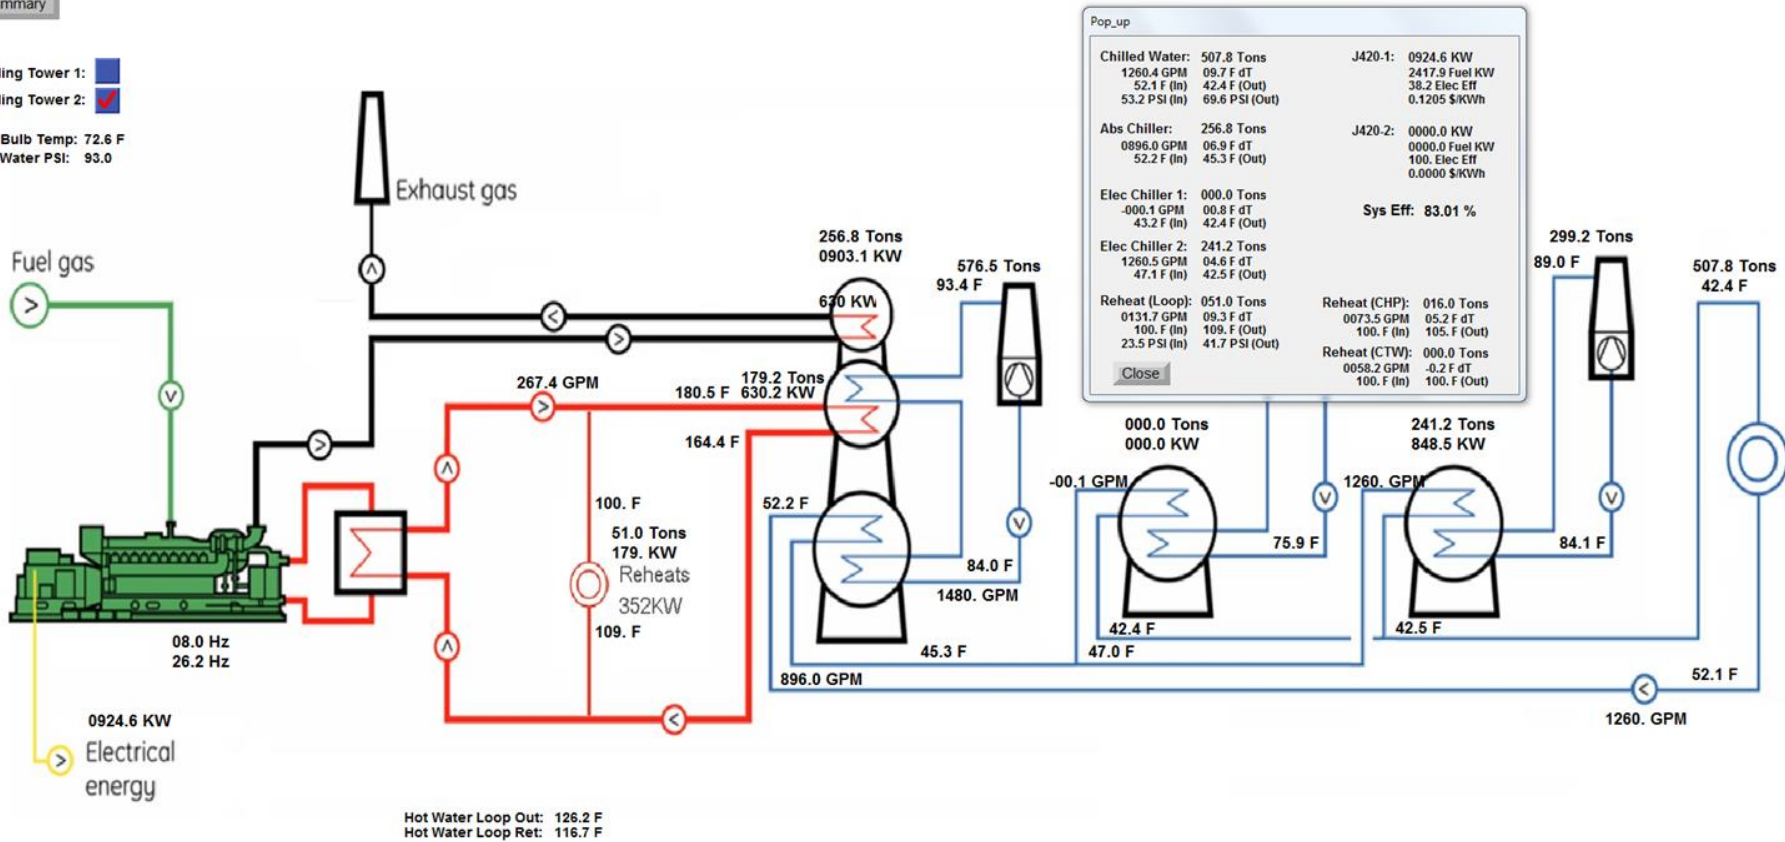 mmary
ling Tower 1:
ling Tower 2:
Bulb Temp: 72.6 F
Water PSI: 93.0
Exhaust gas
Fuel gas
256.8 Tons
0903.1 KW
630 KW
576.5 Tons
93.4 F
267.4 GPM
180.5 F
179.2 Tons
630.2 KW
164.4 F
100. F
51.0 Tons
179. KW
Reheats
352KW
109. F
52.2 F
84.0 F
1480. GPM
45.3 F
896.0 GPM
08.0 Hz
26.2 Hz
0924.6 KW
Electrical
energy
Hot Water Loop Out: 126.2 F
Hot Water Loop Ret: 116.7 F
Pop_up
Chilled Water: 507.8 Tons
1260.4 GPM 09.7 F dT
52.1 F (In) 42.4 F (Out)
53.2 PSI (In) 69.6 PSI (Out)
Abs Chiller: 256.8 Tons
0896.0 GPM 06.9 F dT
52.2 F (In) 45.3 F (Out)
Elec Chiller 1: 000.0 Tons
-000.1 GPM 00.8 F dT
43.2 F (In) 42.4 F (Out)
Elec Chiller 2: 241.2 Tons
1260.5 GPM 04.6 F dT
47.1 F (In) 42.5 F (Out)
Reheat (Loop): 051.0 Tons
0131.7 GPM 09.3 F dT
100. F (In) 109. F (Out)
23.5 PSI (In) 41.7 PSI (Out)
Close
J420-1: 0924.6 KW
2417.9 Fuel KW
38.2 Elec Eff
0.1205 $/KWh
J420-2: 0000.0 KW
0000.0 Fuel KW
100. Elec Eff
0.0000 $/KWh
Sys Eff: 83.01 %
Reheat (CHP): 016.0 Tons
0073.5 GPM 05.2 F dT
100. F (In) 105. F (Out)
Reheat (CTW): 000.0 Tons
0058.2 GPM -0.2 F dT
100. F (In) 100. F (Out)
000.0 Tons
000.0 KW
-00.1 GPM
75.9 F
42.4 F
47.0 F
241.2 Tons
848.5 KW
1260. GPM
84.1 F
42.5 F
299.2 Tons
89.0 F
507.8 Tons
42.4 F
52.1 F
1260. GPM